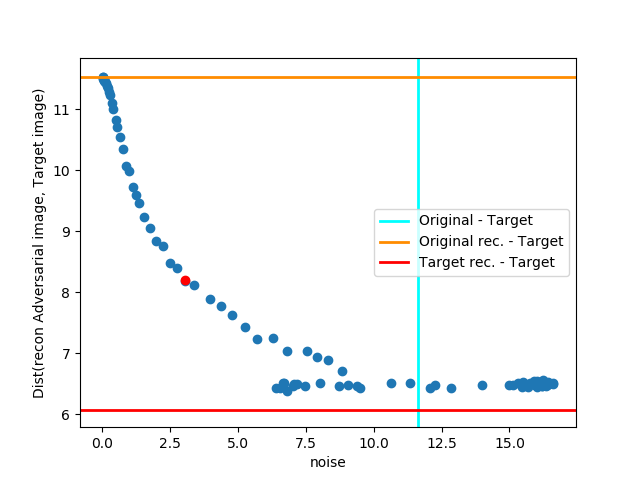 Dist(recon Adversarial image, Target image)
11
10
9
8
7
6
0.0 2.5 5.0 7.5 10.0 12.5 15.0
noise
Original - Target
Original rec. - Target
Target rec. - Target